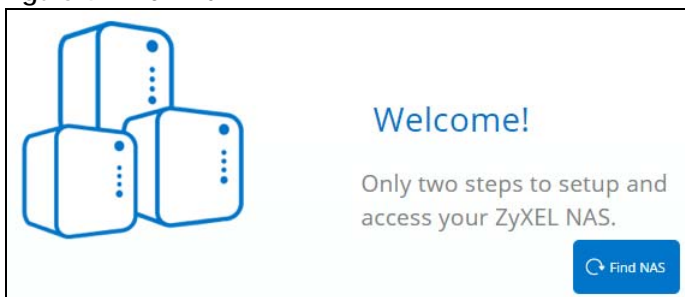 Welcome!
Only two steps to setup and
access your ZyXEL NAS.
Find NAS